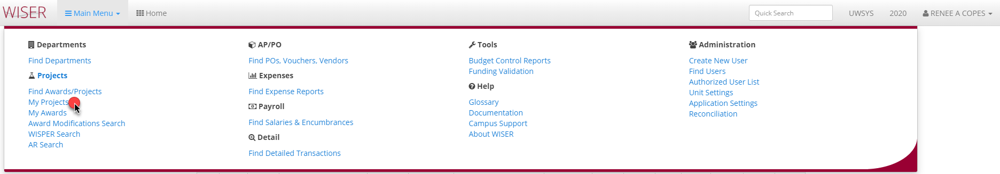 WISER Main Menu Home Quick Search UWSYS 2020 RENEE A COPES
Departments
Find Departments
Projects
Find Awards/Projects
My Projects
My Awards
Award Modifications Search
WISPER Search
AR Search
AP/PO
Find POs, Vouchers, Vendors
Expenses
Find Expense Reports
Payroll
Find Salaries & Encumbrances
Detail
Find Detailed Transactions
Tools
Budget Control Reports
Funding Validation
Help
Glossary
Documentation
Campus Support
About WISER
Administration
Create New User
Find Users
Authorized User List
Unit Settings
Application Settings
Reconciliation